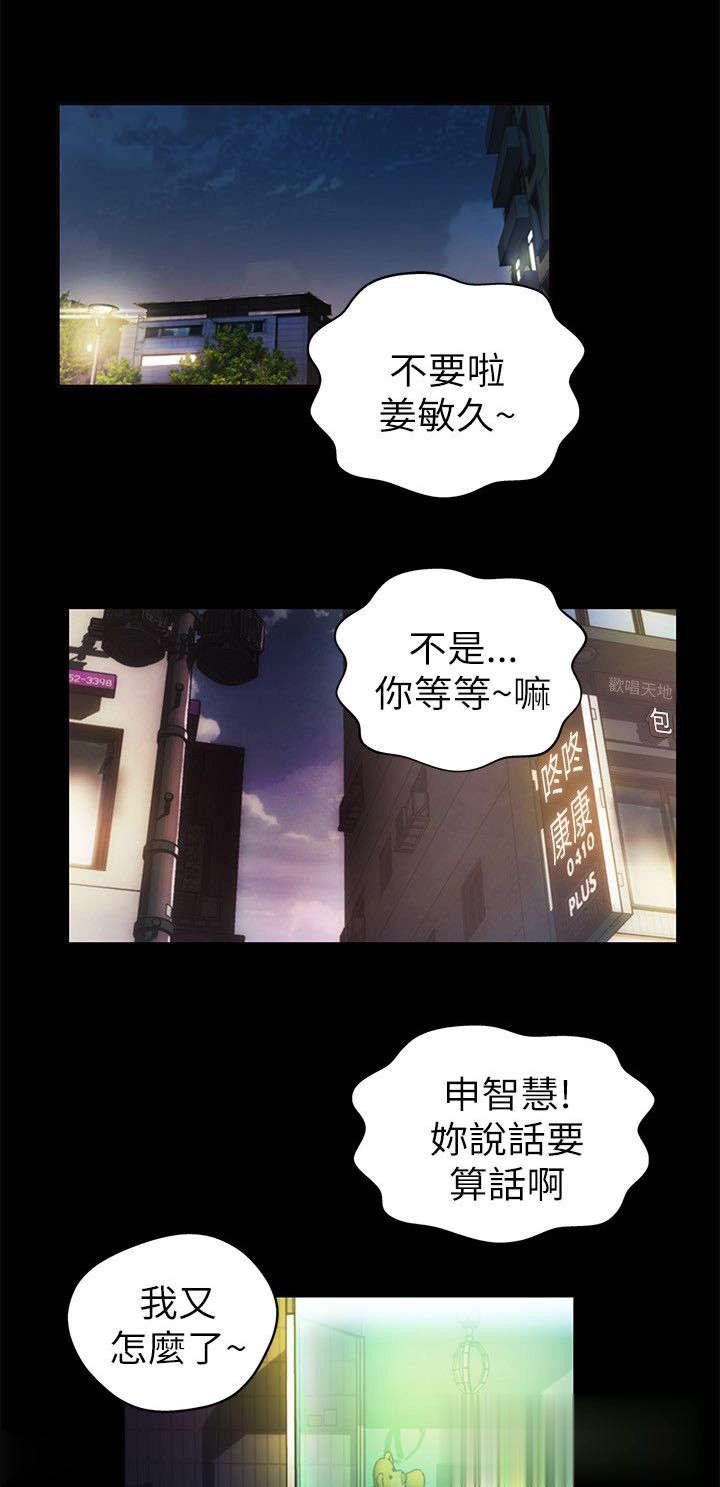 不要啦
姜敏久~
不是...
你等等~嘛
52-3398
歡唱天地
包
咚咚
康康
0410
PLUS
申智慧!
妳說話要
算話啊
我又
怎麼了~